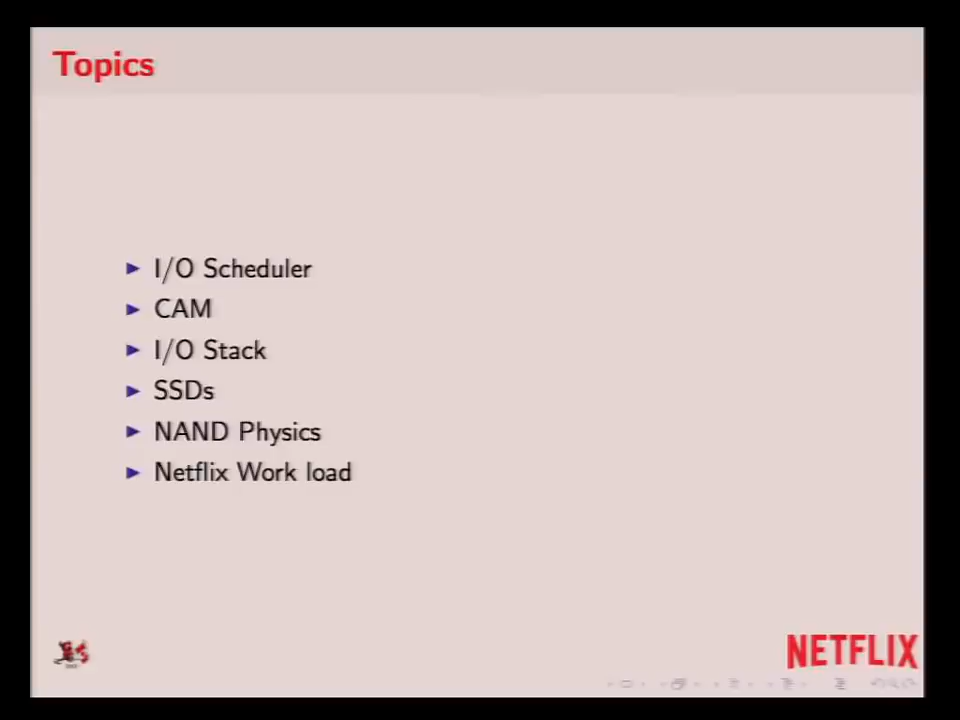 Topics
I/O Scheduler
CAM
I/O Stack
SSDs
NAND Physics
Netflix Work load
NETFLIX